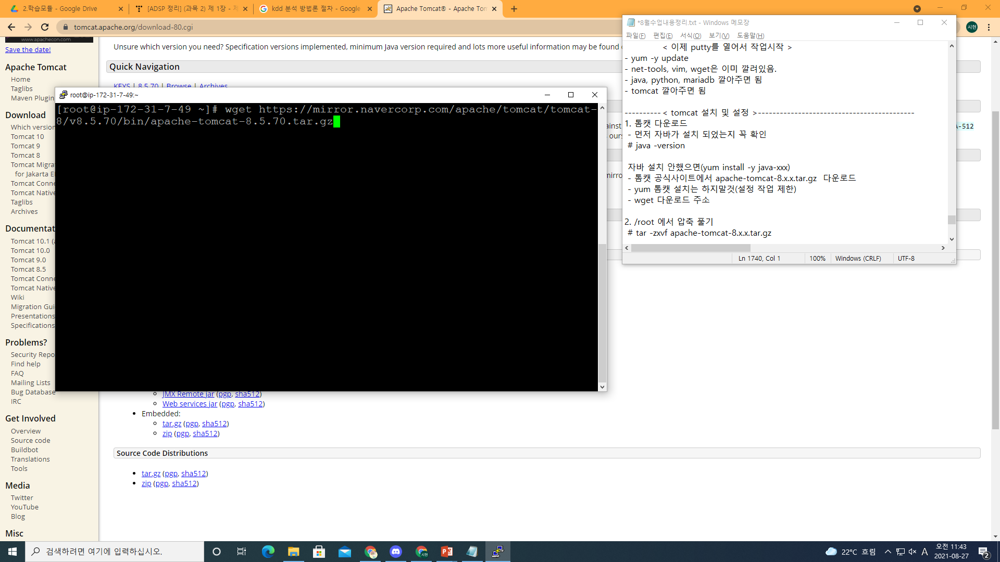 2.학습모듈 - Google Drive
[ADSP 정리] (과목 2) 제 1장 - 
kdd 분석 방법론 절차 - Google
Apache Tomcat® - Apache Tom
tomcat.apache.org/download-80.cgi
시현
www.apachecon.com
Save the date!
Apache Tomcat
Home
Taglibs
Maven Plugin
Download
Which version
Tomcat 10
Tomcat 9
Tomcat 8
Tomcat Migra
for Jakarta E
Tomcat Conne
Tomcat Native
Taglibs
Archives
Documentat
Tomcat 10.1 (a
Tomcat 10.0
Tomcat 9.0
Tomcat 8.5
Tomcat Conne
Tomcat Native
Wiki
Migration Gui
Presentations
Specifications
Problems?
Security Repo
Find help
FAQ
Mailing Lists
Bug Database
IRC
Get Involved
Overview
Source code
Buildbot
Translations
Tools
Media
Twitter
YouTube
Blog
Misc
Unsure which version you need? Specification versions implemented, minimum Java version required and lots more useful information may be found
Quick Navigation
KEYS | 8.5.70 | Browse | Archives
ainst
-512
ours
mirro
root@ip-172-31-7-49:~
[root@ip-172-31-7-49 ~]# wget https://mirror.navercorp.com/apache/tomcat/tomcat-
8/v8.5.70/bin/apache-tomcat-8.5.70.tar.gz
JMX Remote jar (pgp, sha512)
Web services jar (pgp, sha512)
Embedded:
tar.gz (pgp, sha512)
zip (pgp, sha512)
Source Code Distributions
tar.gz (pgp, sha512)
zip (pgp, sha512)
*8월수업내용정리.txt - Windows 메모장
파일(F) 편집(E) 서식(O) 보기(V) 도움말(H)
< 이제 putty를 열어서 작업시작 >
- yum -y update
- net-tools, vim, wget은 이미 깔려있음.
- java, python, mariadb 깔아주면 됨
- tomcat 깔아주면 됨
---------- < tomcat 설치 및 설정 >-------------------------------------------
1. 톰캣 다운로드
- 먼저 자바가 설치 되었는지 꼭 확인
# java -version
자바 설치 안했으면(yum install -y java-xxx)
- 톰캣 공식사이트에서 apache-tomcat-8.x.x.tar.gz 다운로드
- yum 톰캣 설치는 하지말것(설정 작업 제한)
- wget 다운로드 주소
2. /root 에서 압축 풀기
# tar -zxvf apache-tomcat-8.x.x.tar.gz
Ln 1740, Col 1 100% Windows (CRLF) UTF-8
검색하려면 여기에 입력하십시오.
22°C 흐림
A
오전 11:43
2021-08-27
2